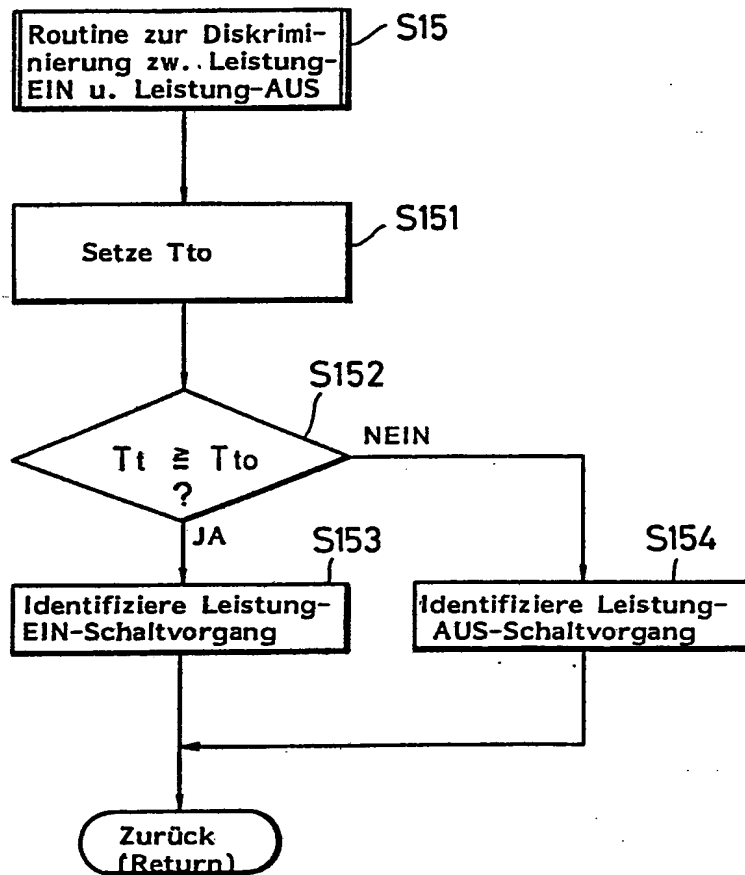 Routine zur Diskrimi-
nierung zw. Leistung-
EIN u. Leistung-AUS
S15
Setze Tto
S151
Tt ≧ Tto
?
S152
NEIN
JA
S153
Identifiziere Leistung-
EIN-Schaltvorgang
S154
Identifiziere Leistung-
AUS-Schaltvorgang
Zurück
(Return)